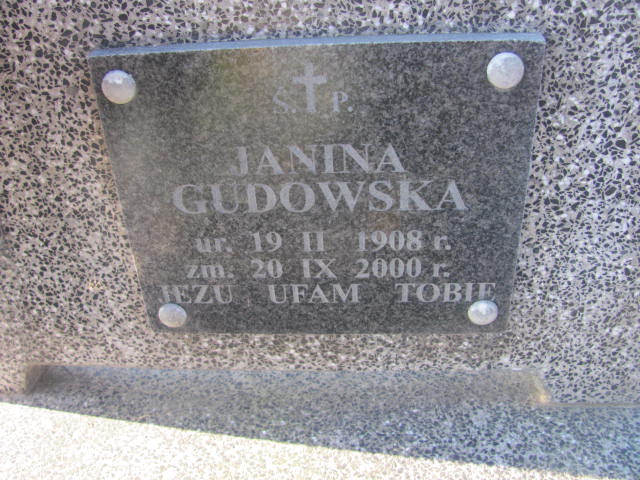 Ś. P.
JANINA
GUDOWSKA
ur. 19 II 1908 r.
zm. 20 IX 2000 r.
JEZU UFAM TOBIE